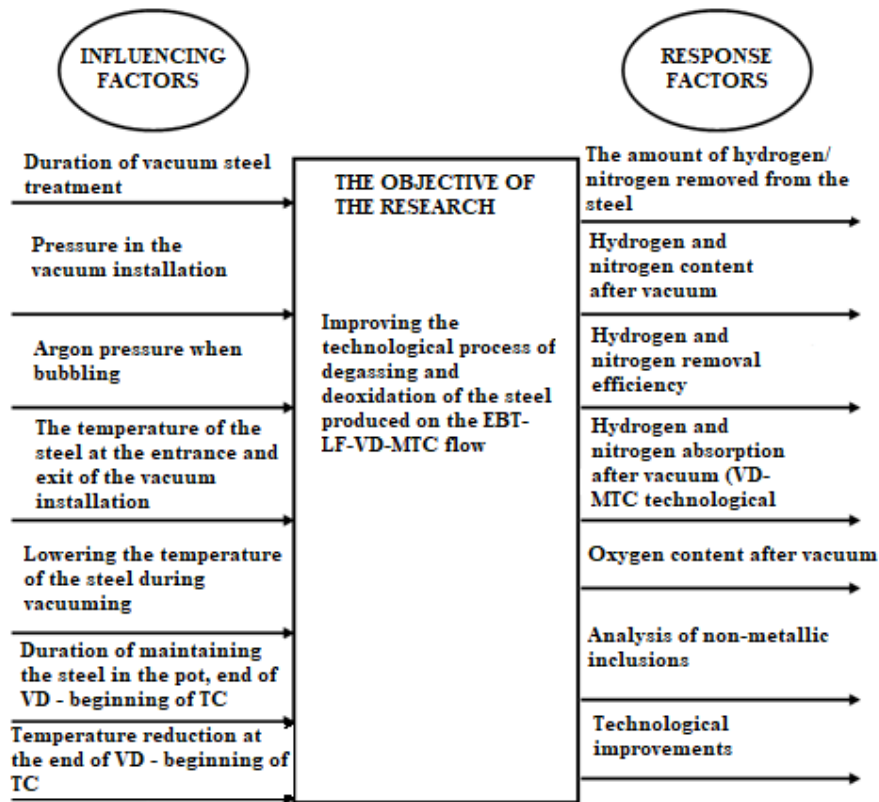 INFLUENCING
FACTORS
Duration of vacuum steel
treatment
Pressure in the
vacuum installation
Argon pressure when
bubbling
The temperature of the
steel at the entrance and
exit of the vacuum
installation
Lowering the temperature
of the steel during
vacuuming
Duration of maintaining
the steel in the pot, end of
VD - beginning of TC
Temperature reduction at
the end of VD - beginning of
TC
THE OBJECTIVE OF
THE RESEARCH
Improving the
technological process of
degassing and
deoxidation of the steel
produced on the EBT-
LF-VD-MTC flow
RESPONSE
FACTORS
The amount of hydrogen/
nitrogen removed from the
steel
Hydrogen and
nitrogen content
after vacuum
Hydrogen and
nitrogen removal
efficiency
Hydrogen and
nitrogen absorption
after vacuum (VD-
MTC technological
Oxygen content after vacuum
Analysis of non-metallic
inclusions
Technological
improvements